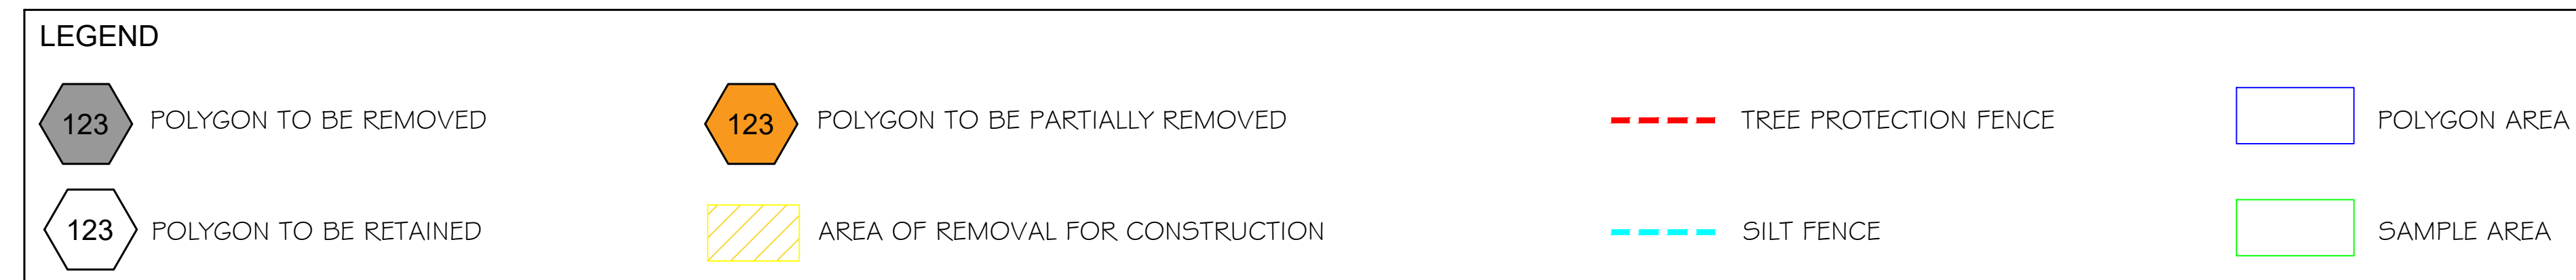 LEGEND
123 POLYGON TO BE REMOVED
123 POLYGON TO BE PARTIALLY REMOVED
TREE PROTECTION FENCE
POLYGON AREA
123 POLYGON TO BE RETAINED
AREA OF REMOVAL FOR CONSTRUCTION
SILT FENCE
SAMPLE AREA